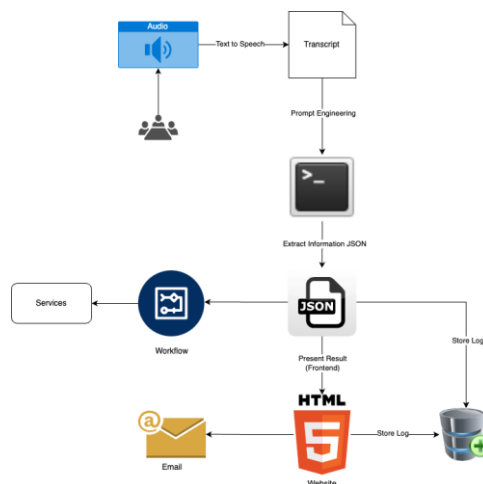 Audio
Text to Speech
Transcript
Prompt Engineering
>_
Extract Information JSON
JSON
Services
Workflow
Store Log
Present Result
(Frontend)
HTML
5
@
Store Log
Email
Website